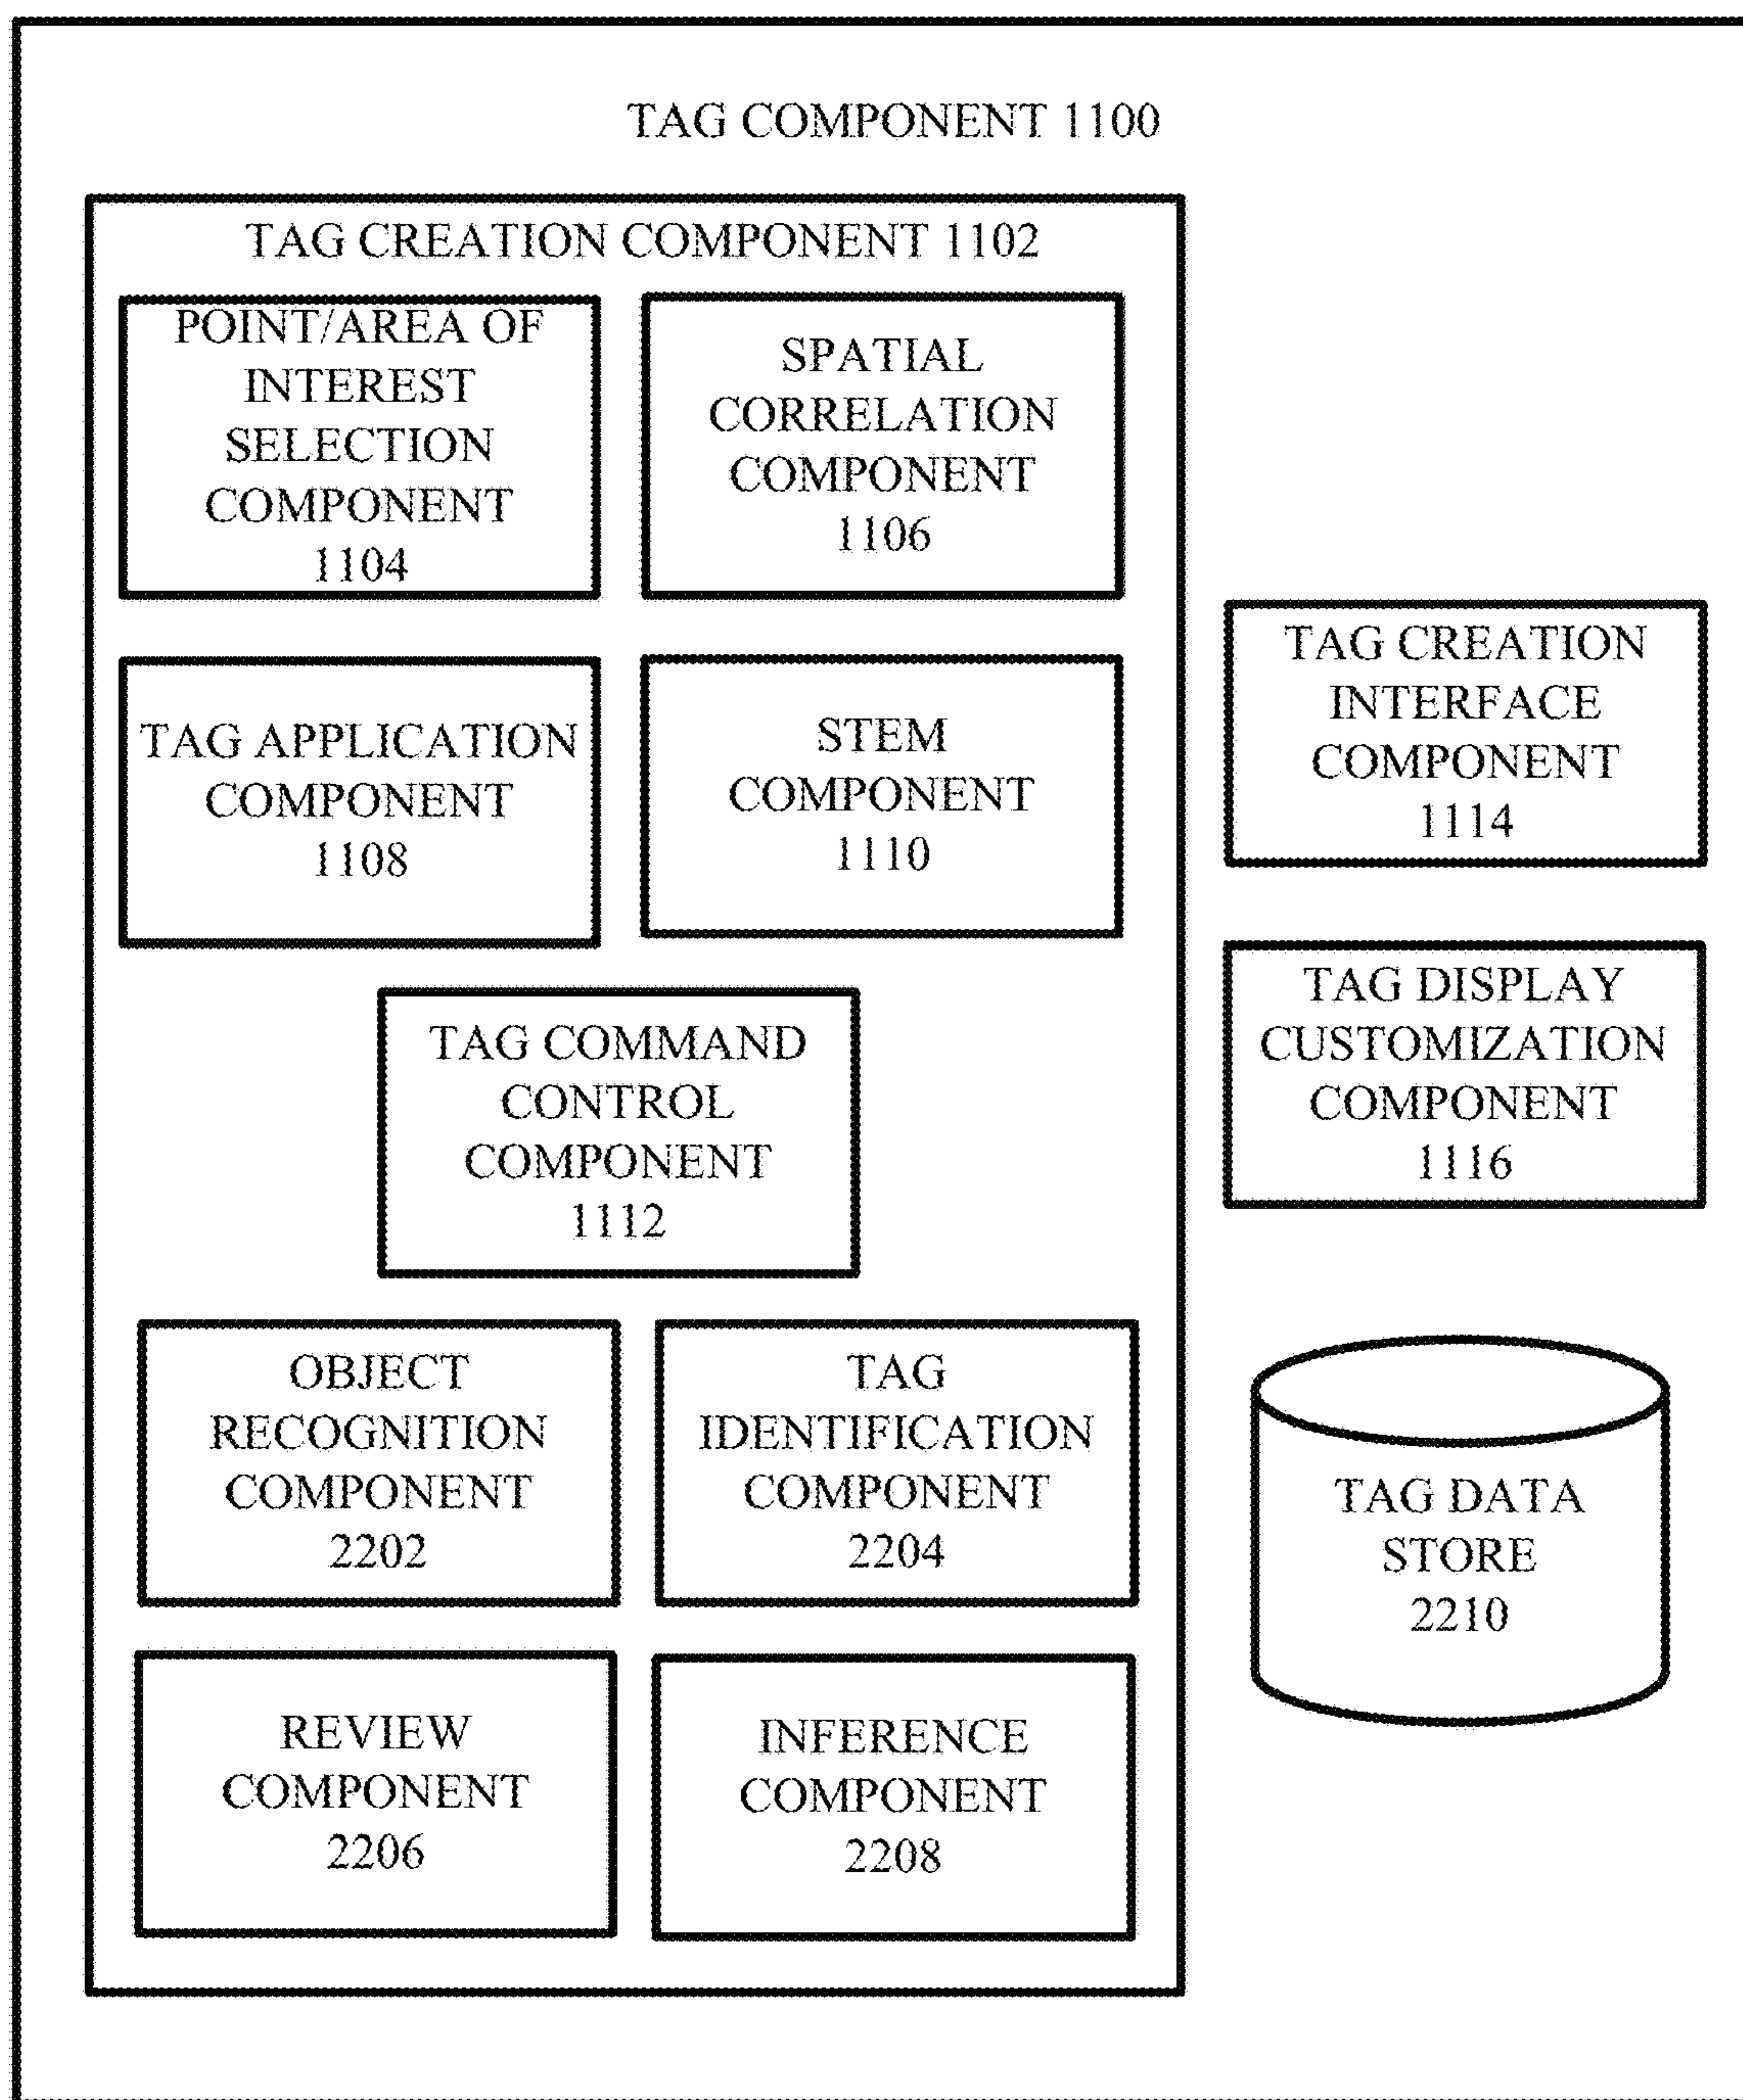 TAG COMPONENT 1100
TAG CREATION COMPONENT 1102
POINT/AREA OF
INTEREST
SELECTION
COMPONENT
1104
SPATIAL
CORRELATION
COMPONENT
1106
TAG APPLICATION
COMPONENT
1108
STEM
COMPONENT
1110
TAG COMMAND
CONTROL
COMPONENT
1112
OBJECT
RECOGNITION
COMPONENT
2202
TAG
IDENTIFICATION
COMPONENT
2204
REVIEW
COMPONENT
2206
INFERENCE
COMPONENT
2208
TAG CREATION
INTERFACE
COMPONENT
1114
TAG DISPLAY
CUSTOMIZATION
COMPONENT
1116
TAG DATA
STORE
2210